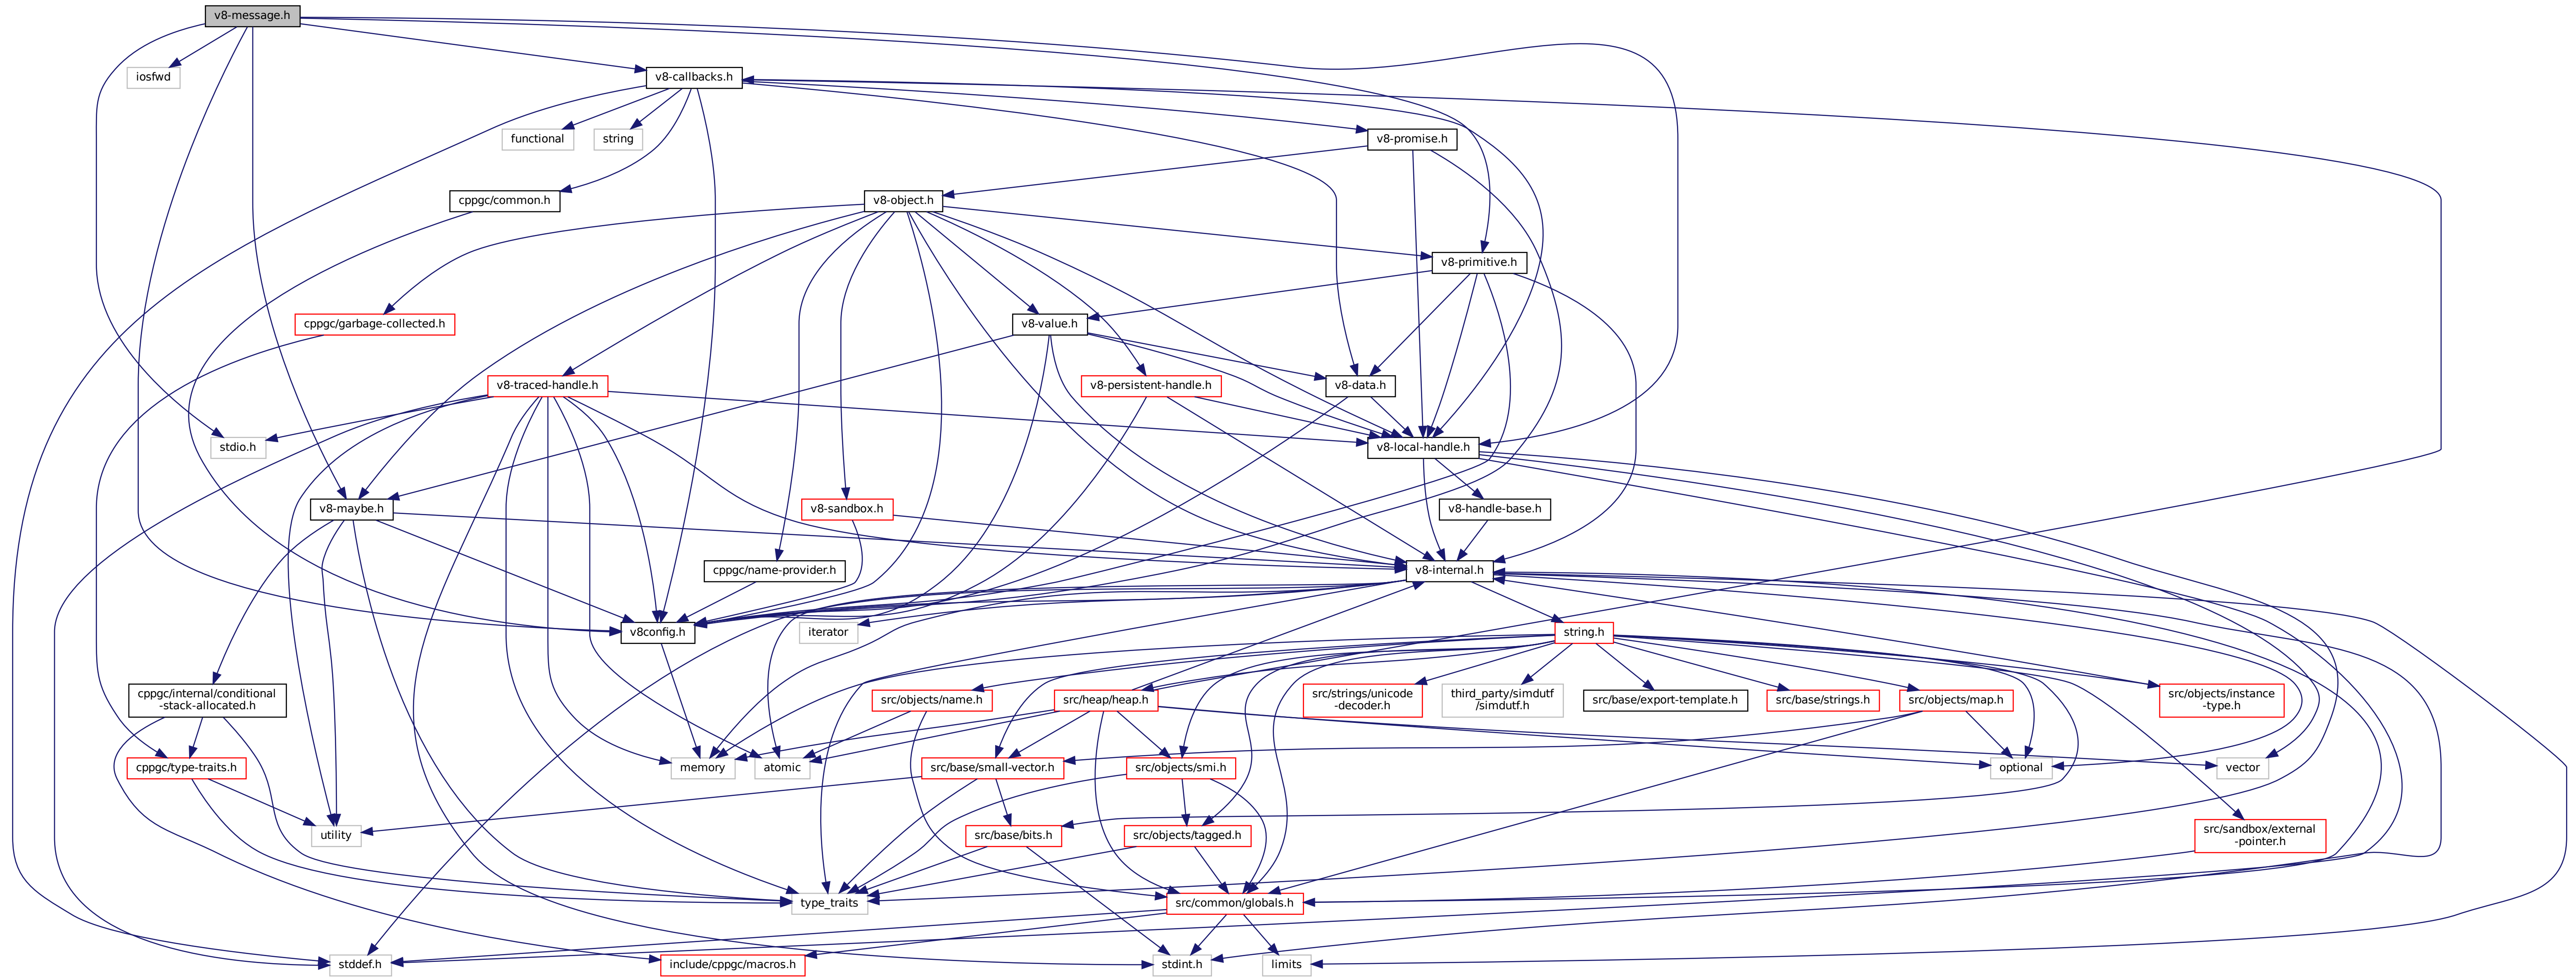 v8-message.h
iosfwd
v8-callbacks.h
functional
string
v8-promise.h
cppgc/common.h
v8-object.h
v8-primitive.h
cppgc/garbage-collected.h
v8-value.h
v8-traced-handle.h
v8-persistent-handle.h
v8-data.h
stdio.h
v8-local-handle.h
v8-maybe.h
v8-sandbox.h
v8-handle-base.h
cppgc/name-provider.h
v8-internal.h
v8config.h
iterator
string.h
cppgc/internal/conditional
-stack-allocated.h
src/objects/name.h
src/heap/heap.h
src/strings/unicode
-decoder.h
third_party/simdutf
/simdutf.h
src/base/export-template.h
src/base/strings.h
src/objects/map.h
src/objects/instance
-type.h
cppgc/type-traits.h
memory
atomic
src/base/small-vector.h
src/objects/smi.h
optional
vector
utility
src/base/bits.h
src/objects/tagged.h
src/sandbox/external
-pointer.h
type_traits
src/common/globals.h
stddef.h
include/cppgc/macros.h
stdint.h
limits